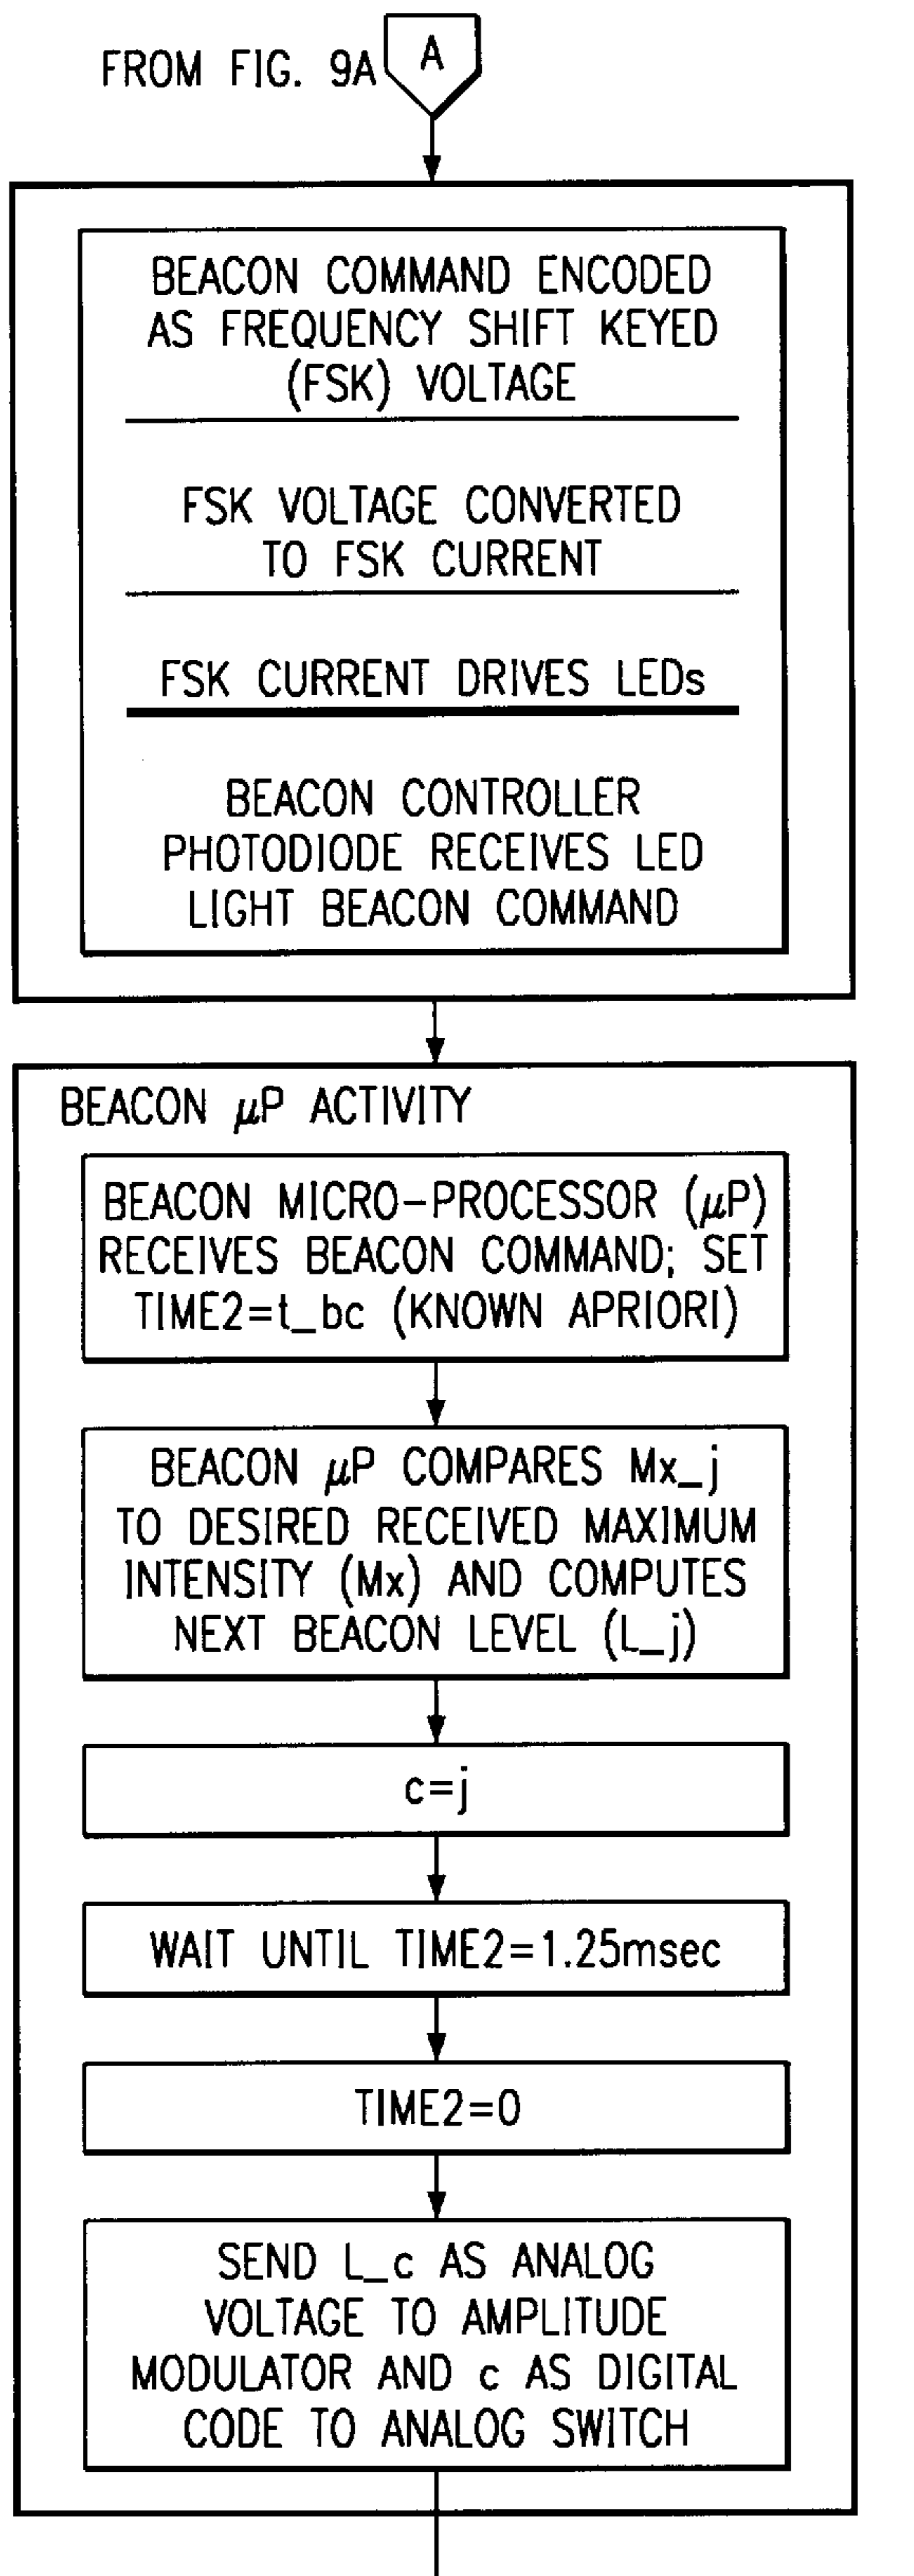 FROM FIG. 9A
A
BEACON COMMAND ENCODED
AS FREQUENCY SHIFT KEYED
(FSK) VOLTAGE
FSK VOLTAGE CONVERTED
TO FSK CURRENT
FSK CURRENT DRIVES LEDs
BEACON CONTROLLER
PHOTODIODE RECEIVES LED
LIGHT BEACON COMMAND
BEACON μP ACTIVITY
BEACON MICRO-PROCESSOR (μP)
RECEIVES BEACON COMMAND; SET
TIME2=t_bc (KNOWN APRIORI)
BEACON μP COMPARES Mx_j
TO DESIRED RECEIVED MAXIMUM
INTENSITY (Mx) AND COMPUTES
NEXT BEACON LEVEL (L_j)
c=j
WAIT UNTIL TIME2=1.25msec
TIME2=0
SEND L_c AS ANALOG
VOLTAGE TO AMPLITUDE
MODULATOR AND c AS DIGITAL
CODE TO ANALOG SWITCH